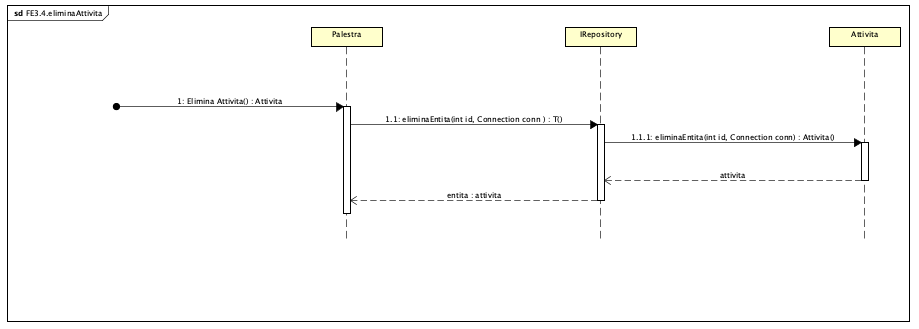 sd FE3.4.eliminaAttivita
Palestra
IRepository
Attivita
1: Elimina Attivita() : Attivita
1.1: eliminaEntita(int id, Connection conn ) : T()
1.1.1: eliminaEntita(int id, Connection conn) : Attivita()
attivita
entita : attivita